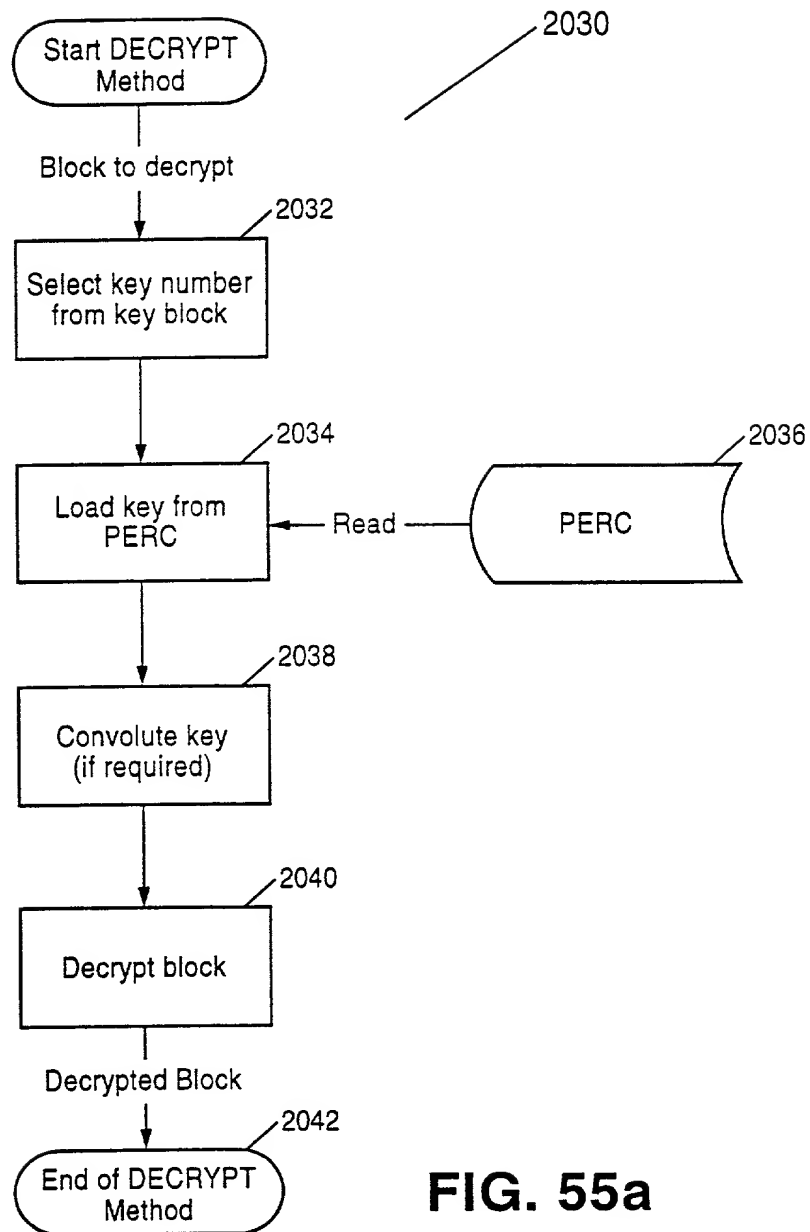 Start DECRYPT
Method
2030
Block to decrypt
2032
Select key number
from key block
2034
Load key from
PERC
Read
2036
PERC
2038
Convolute key
(if required)
2040
Decrypt block
Decrypted Block
2042
End of DECRYPT
Method
FIG. 55a